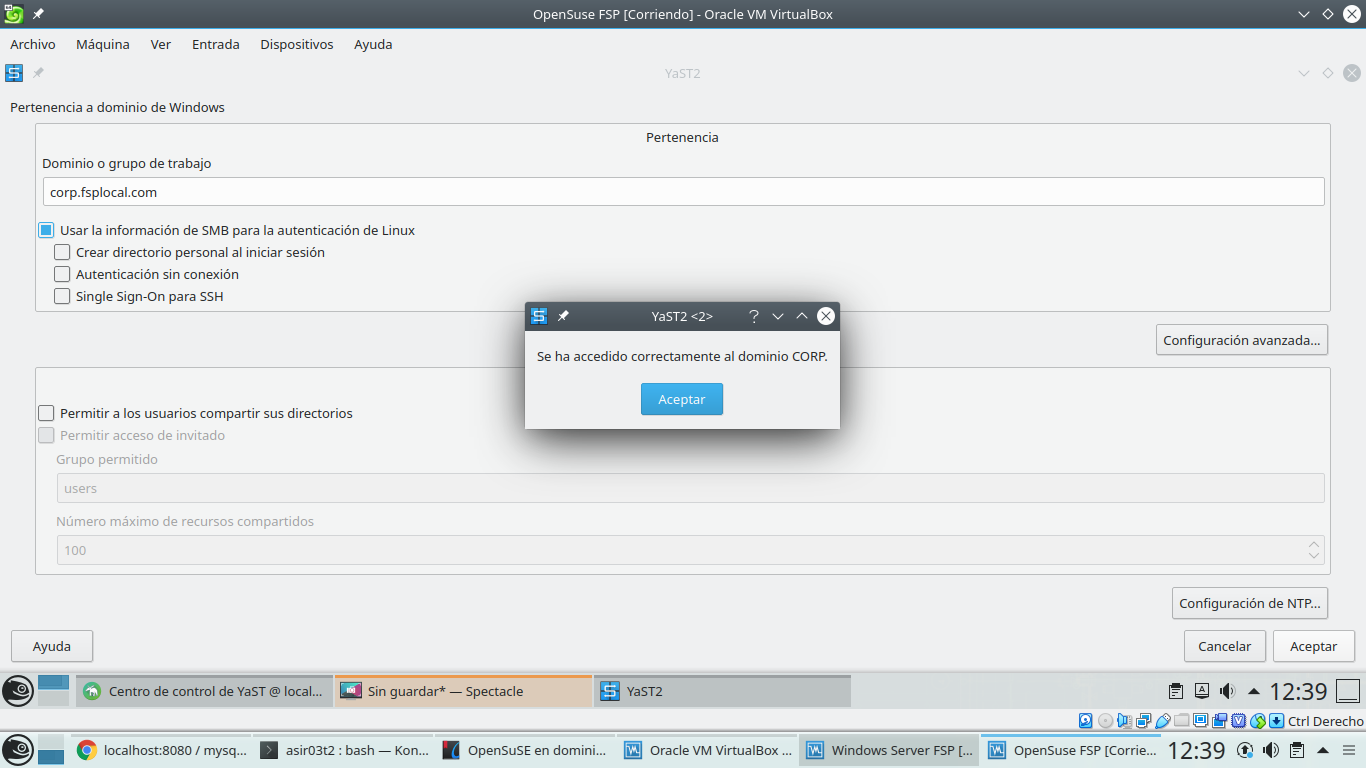 OpenSuse FSP [Corriendo] - Oracle VM VirtualBox
Archivo Máquina Ver Entrada Dispositivos Ayuda
YaST2
Pertenencia a dominio de Windows
Pertenencia
Dominio o grupo de trabajo
corp.fsplocal.com
Usar la información de SMB para la autenticación de Linux
Crear directorio personal al iniciar sesión
Autenticación sin conexión
Single Sign-On para SSH
YaST2 <2>
Se ha accedido correctamente al dominio CORP.
Aceptar
Configuración avanzada...
Permitir a los usuarios compartir sus directorios
Permitir acceso de invitado
Grupo permitido
users
Número máximo de recursos compartidos
100
Configuración de NTP...
Ayuda Cancelar Aceptar
Centro de control de YaST @ local... Sin guardar* — Spectacle YaST2 12:39
Ctrl Derecho
localhost:8080 / mysq... asir03t2 : bash — Kon... OpenSuSE en domini... Oracle VM VirtualBox ... Windows Server FSP [... OpenSuse FSP [Corrie... 12:39